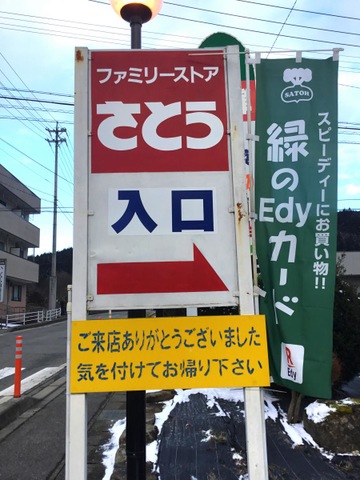 ファミリーストア
さとう
入口
ご来店ありがとうございました
気を付けてお帰り下さい
SATOH
スピーディーにお買い物!!
緑のEdyカード
R
Edy